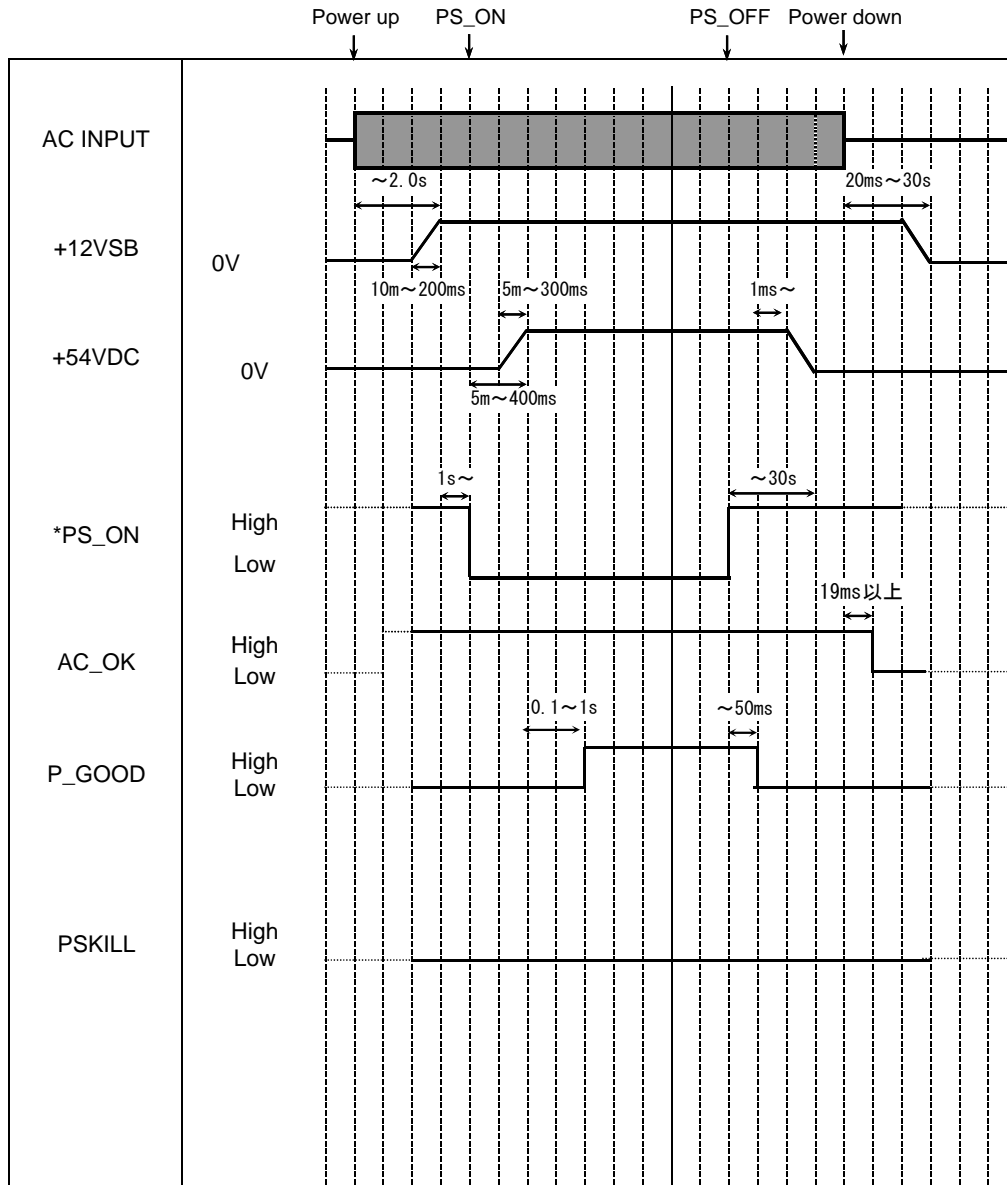 Power up PS_ON PS_OFF Power down
AC INPUT
～2.0s 20ms～30s
+12VSB 0V
10m～200ms 5m～300ms 1ms～
+54VDC 0V
5m～400ms
1s～ ～30s
*PS_ON High
Low
19ms以上
AC_OK High
Low
0.1～1s ～50ms
P_GOOD High
Low
PSKILL High
Low